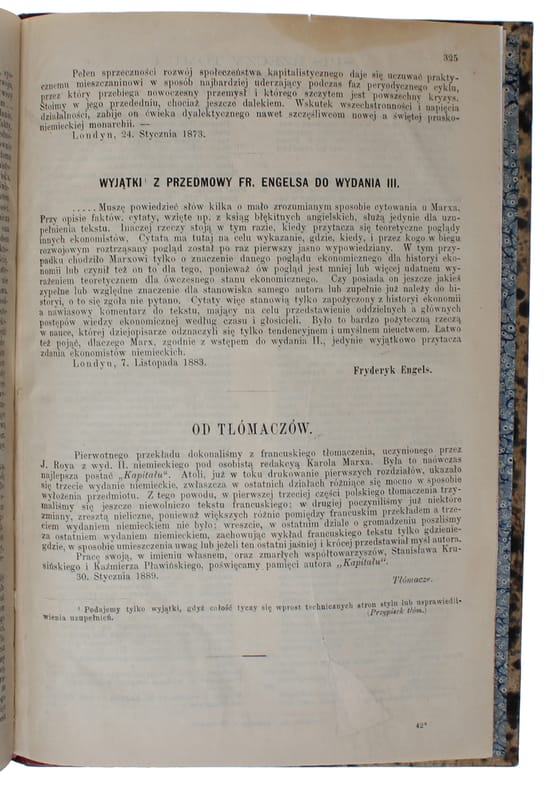 325
Pełen sprzeczności rozwój społeczeństwa kapitalistycznego daje się uczuwać prakty-
cznemu mieszczaninowi w sposób najbardziej uderzający podczas faz peryodycznego cyklu,
przez który przebiega nowoczesny przemysł i którego szczytem jest powszechny kryzys.
Stoimy w jego przededniu, chociaż jeszcze dalekiem. Wskutek wszechstronności i napięcia
działalności, zabije on ćwieka dyalektycznego nawet szczęśliwcom nowej a świętej prusko-
niemieckiej monarchii. —
Londyn, 24. Stycznia 1873.
WYJĄTKI¹ Z PRZEDMOWY FR. ENGELSA DO WYDANIA III.
.....Muszę powiedzieć słów kilka o mało zrozumianym sposobie cytowania u Marxa.
Przy opisie faktów, cytaty, wzięte np. z ksiąg błękitnych angielskich, służą jedynie dla uzu-
pełnienia tekstu. Inaczej rzeczy stoją w tym razie, kiedy przytacza się teoretyczne poglądy
innych ekonomistów. Cytata ma tutaj na celu wykazanie, gdzie, kiedy, i przez kogo w biegu
rozwojowym roztrząsany pogląd został po raz pierwszy jasno wypowiedziany. W tym przy-
padku chodziło Marxowi tylko o znaczenie danego poglądu ekonomicznego dla historyi eko-
nomii lub czynił też on to dla tego, ponieważ ów pogląd jest mniej lub więcej udatnem wy-
rażeniem teoretycznem dla ówczesnego stanu ekonomicznego. Czy posiada on jeszcze jakieś
zupełne lub względne znaczenie dla stanowiska samego autora lub zupełnie już należy do hi-
storyi, o to się zgoła nie pytano. Cytaty więc stanowią tylko zapożyczony z historyi ekonomii
a nawiasowy komentarz do tekstu, mający na celu przedstawienie oddzielnych a głównych
postępów wiedzy ekonomicznej według czasu i głosicieli. Było to bardzo pożyteczną rzeczą
w nauce, której dziejopisarze odznaczyli się tylko tendencyjnem i umyślnem nieuctwem. Łatwo
też pojąć, dlaczego Marx, zgodnie z wstępem do wydania II., jedynie wyjątkowo przytacza
zdania ekonomistów niemieckich.
Londyn, 7. Listopada 1883.
Fryderyk Engels.
OD TŁÓMACZÓW.
Pierwotnego przekładu dokonaliśmy z francuskiego tłomaczenia, uczynionego przez
J. Roya z wyd. II. niemieckiego pod osobistą redakcyą Karola Marxa. Była to naówczas
najlepsza postać „Kapitału“. Atoli, już w toku drukowanie pierwszych rozdziałów, ukazało
się trzecie wydanie niemieckie, zwłaszcza w ostatnich działach różniące się mocno w sposobie
wyłożenia przedmiotu. Z tego powodu, w pierwszej trzeciej części polskiego tłomaczenia trzy-
maliśmy się jeszcze niewolniczo tekstu francuskiego; w drugiej poczyniliśmy już niektóre
zmiany, zresztą nieliczne, ponieważ większych różnic pomiędzy francuskim przekładem a trze-
ciem wydaniem niemieckiem nie było; wreszcie, w ostatnim dziale o gromadzeniu poszliśmy
za ostatniem wydaniem niemieckiem, zachowując wykład francuskiego tekstu tylko gdzienie-
gdzie, w sposobie umieszczenia uwag lub jeżeli ten ostatni jaśniej i krócej przedstawiał myśl autora.
Pracę swoją, w imieniu własnem, oraz zmarłych współtowarzyszów, Stanisława Kru-
sińskiego i Kaźmierza Pławińskiego, poświęcamy pamięci autora „Kapitału“.
30. Stycznia 1889.
Tłómacze.
¹ Podajemy tylko wyjątki, gdyż całość tyczy się wprost technicznych stron stylu lub usprawiedli-
wienia uzupełnień.
(Przypisek tłóm.)
42*